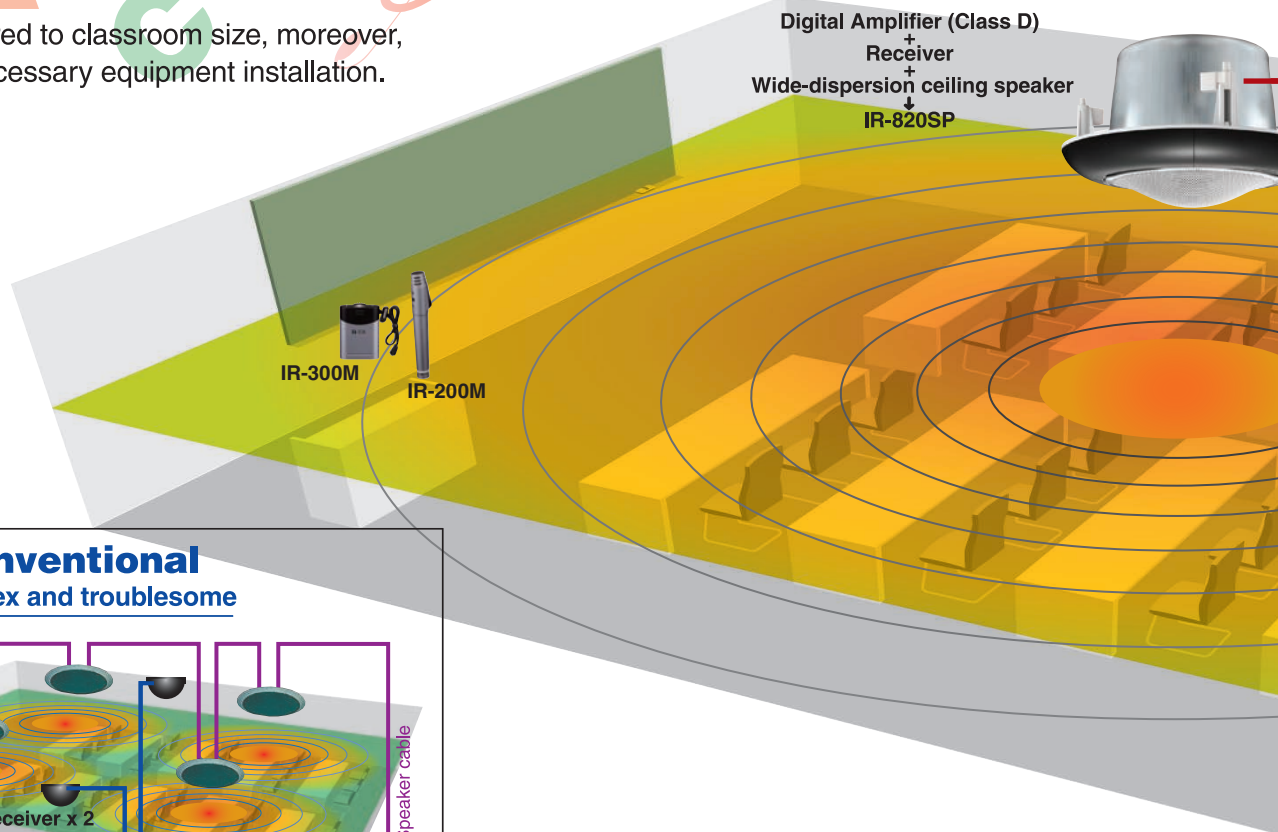 ed to classroom size, moreover,
cessary equipment installation.
Digital Amplifier (Class D)
+
Receiver
+
Wide-dispersion ceiling speaker
IR-820SP
IR-300M
IR-200M
nventional
ex and troublesome
Speaker cable
eceiver x 2